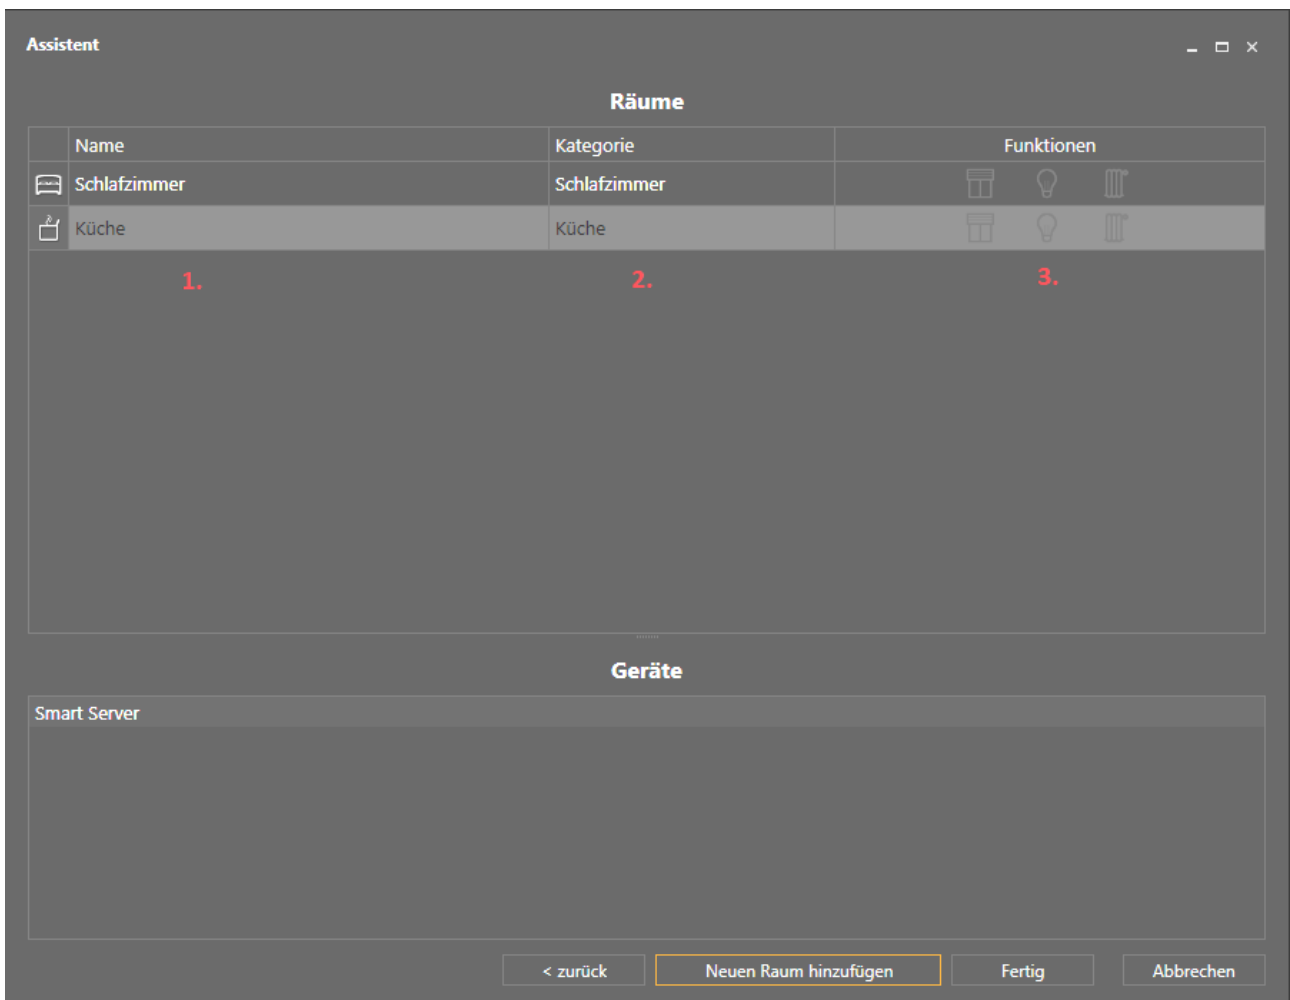 Assistent
Räume
Name Kategorie Funktionen
Schlafzimmer Schlafzimmer
Küche Küche
1. 2. 3.
Geräte
Smart Server
< zurück Neuen Raum hinzufügen Fertig Abbrechen